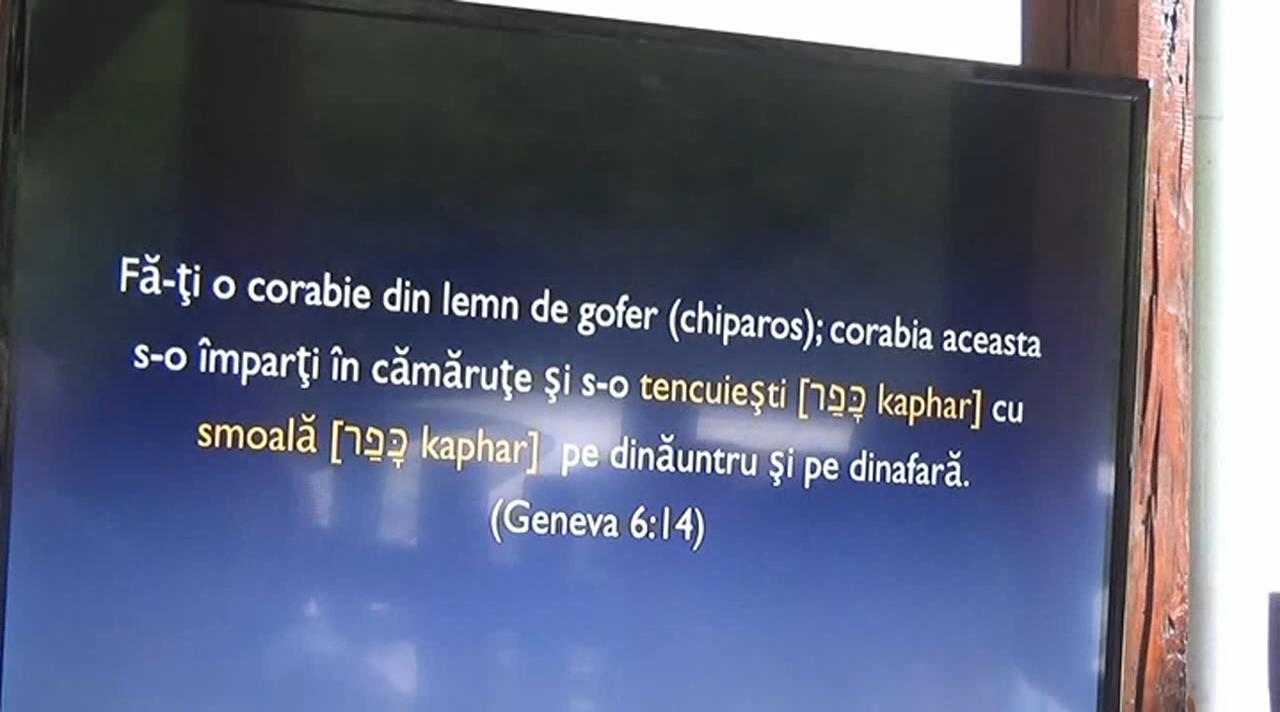 Fă-ţi o corabie din lemn de gofer (chiparos); corabia aceasta
s-o împarţi în cămăruţe şi s-o tencuieşti [כָּפַר kaphar] cu
smoală [כָּפַר kaphar] pe dinăuntru şi pe dinafară.
(Geneva 6:14)